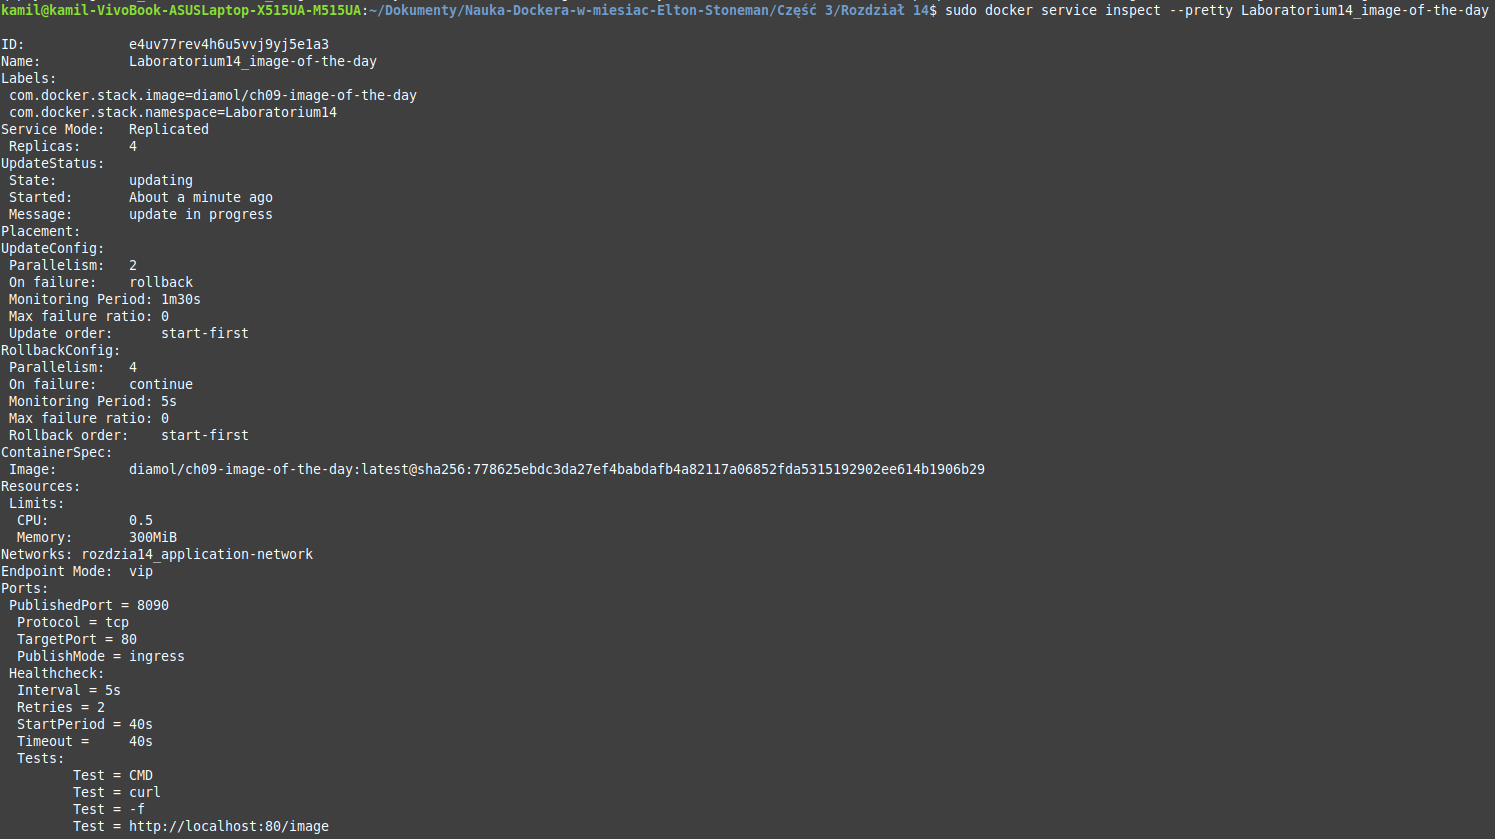 kamil@kamil-VivoBook-ASUSLaptop-X515UA-M515UA:~/Dokumenty/Nauka-Dockera-w-miesiac-Elton-Stoneman/Część 3/Rozdział 14$ sudo docker service inspect --pretty Laboratorium14_image-of-the-day
ID: e4uv77rev4h6u5vvj9yj5e1a3
Name: Laboratorium14_image-of-the-day
Labels:
com.docker.stack.image=diamol/ch09-image-of-the-day
com.docker.stack.namespace=Laboratorium14
Service Mode: Replicated
Replicas: 4
UpdateStatus:
State: updating
Started: About a minute ago
Message: update in progress
Placement:
UpdateConfig:
Parallelism: 2
On failure: rollback
Monitoring Period: 1m30s
Max failure ratio: 0
Update order: start-first
RollbackConfig:
Parallelism: 4
On failure: continue
Monitoring Period: 5s
Max failure ratio: 0
Rollback order: start-first
ContainerSpec:
Image: diamol/ch09-image-of-the-day:latest@sha256:778625ebdc3da27ef4babdafb4a82117a06852fda5315192902ee614b1906b29
Resources:
Limits:
CPU: 0.5
Memory: 300MiB
Networks: rozdzia14_application-network
Endpoint Mode: vip
Ports:
PublishedPort = 8090
Protocol = tcp
TargetPort = 80
PublishMode = ingress
Healthcheck:
Interval = 5s
Retries = 2
StartPeriod = 40s
Timeout = 40s
Tests:
Test = CMD
Test = curl
Test = -f
Test = http://localhost:80/image